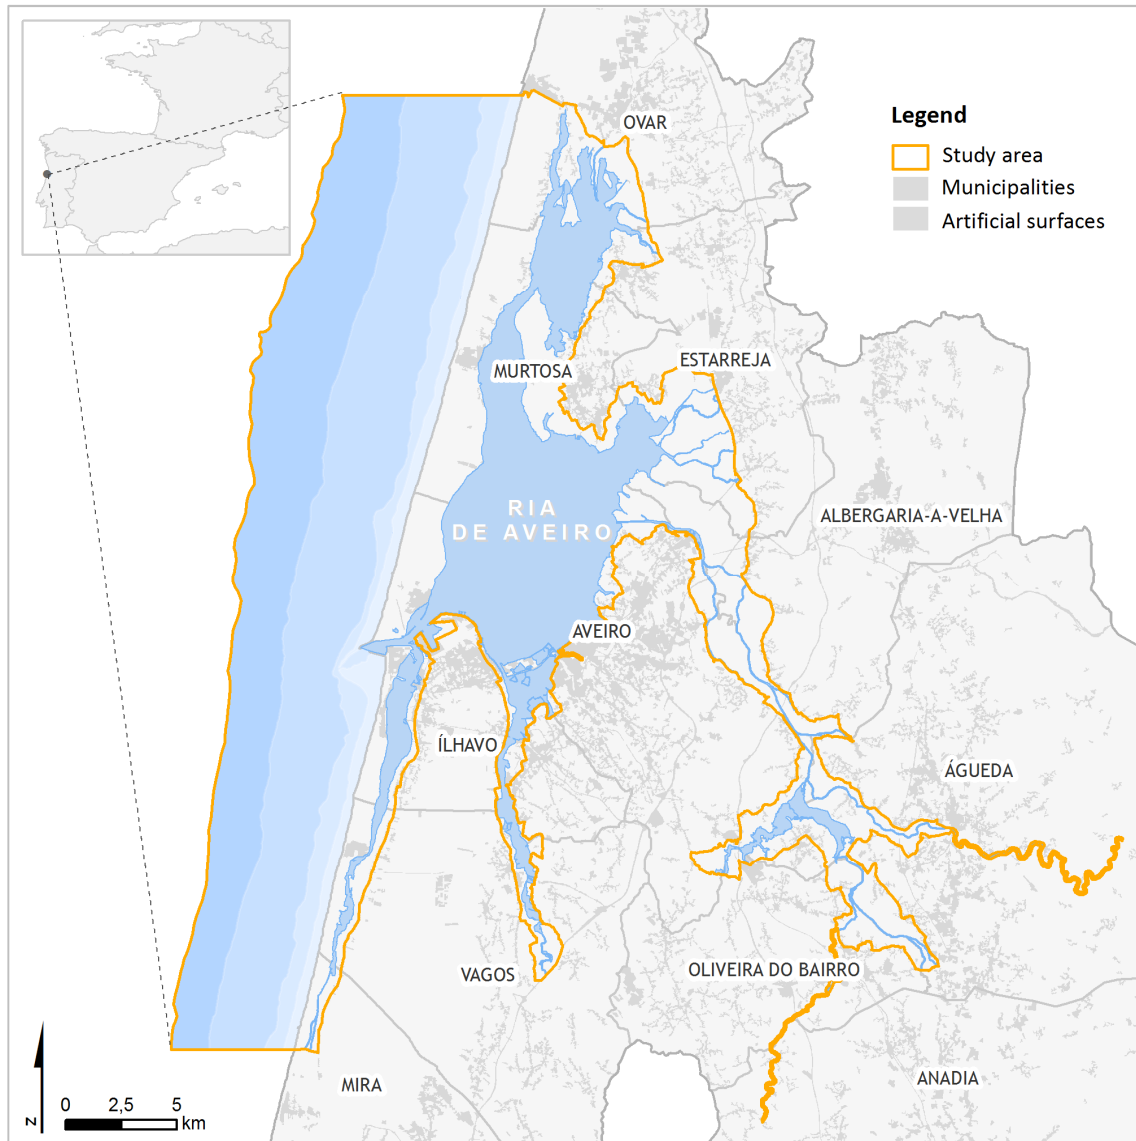 OVAR
Legend
Study area
Municipalities
Artificial surfaces
MURTOSA
ESTARREJA
RIA
DE AVEIRO
ALBERGARIA-A-VELHA
AVEIRO
ÍLHAVO
ÁGUEDA
VAGOS
OLIVEIRA DO BAIRRO
MIRA
ANADIA
N
0 2,5 5
km